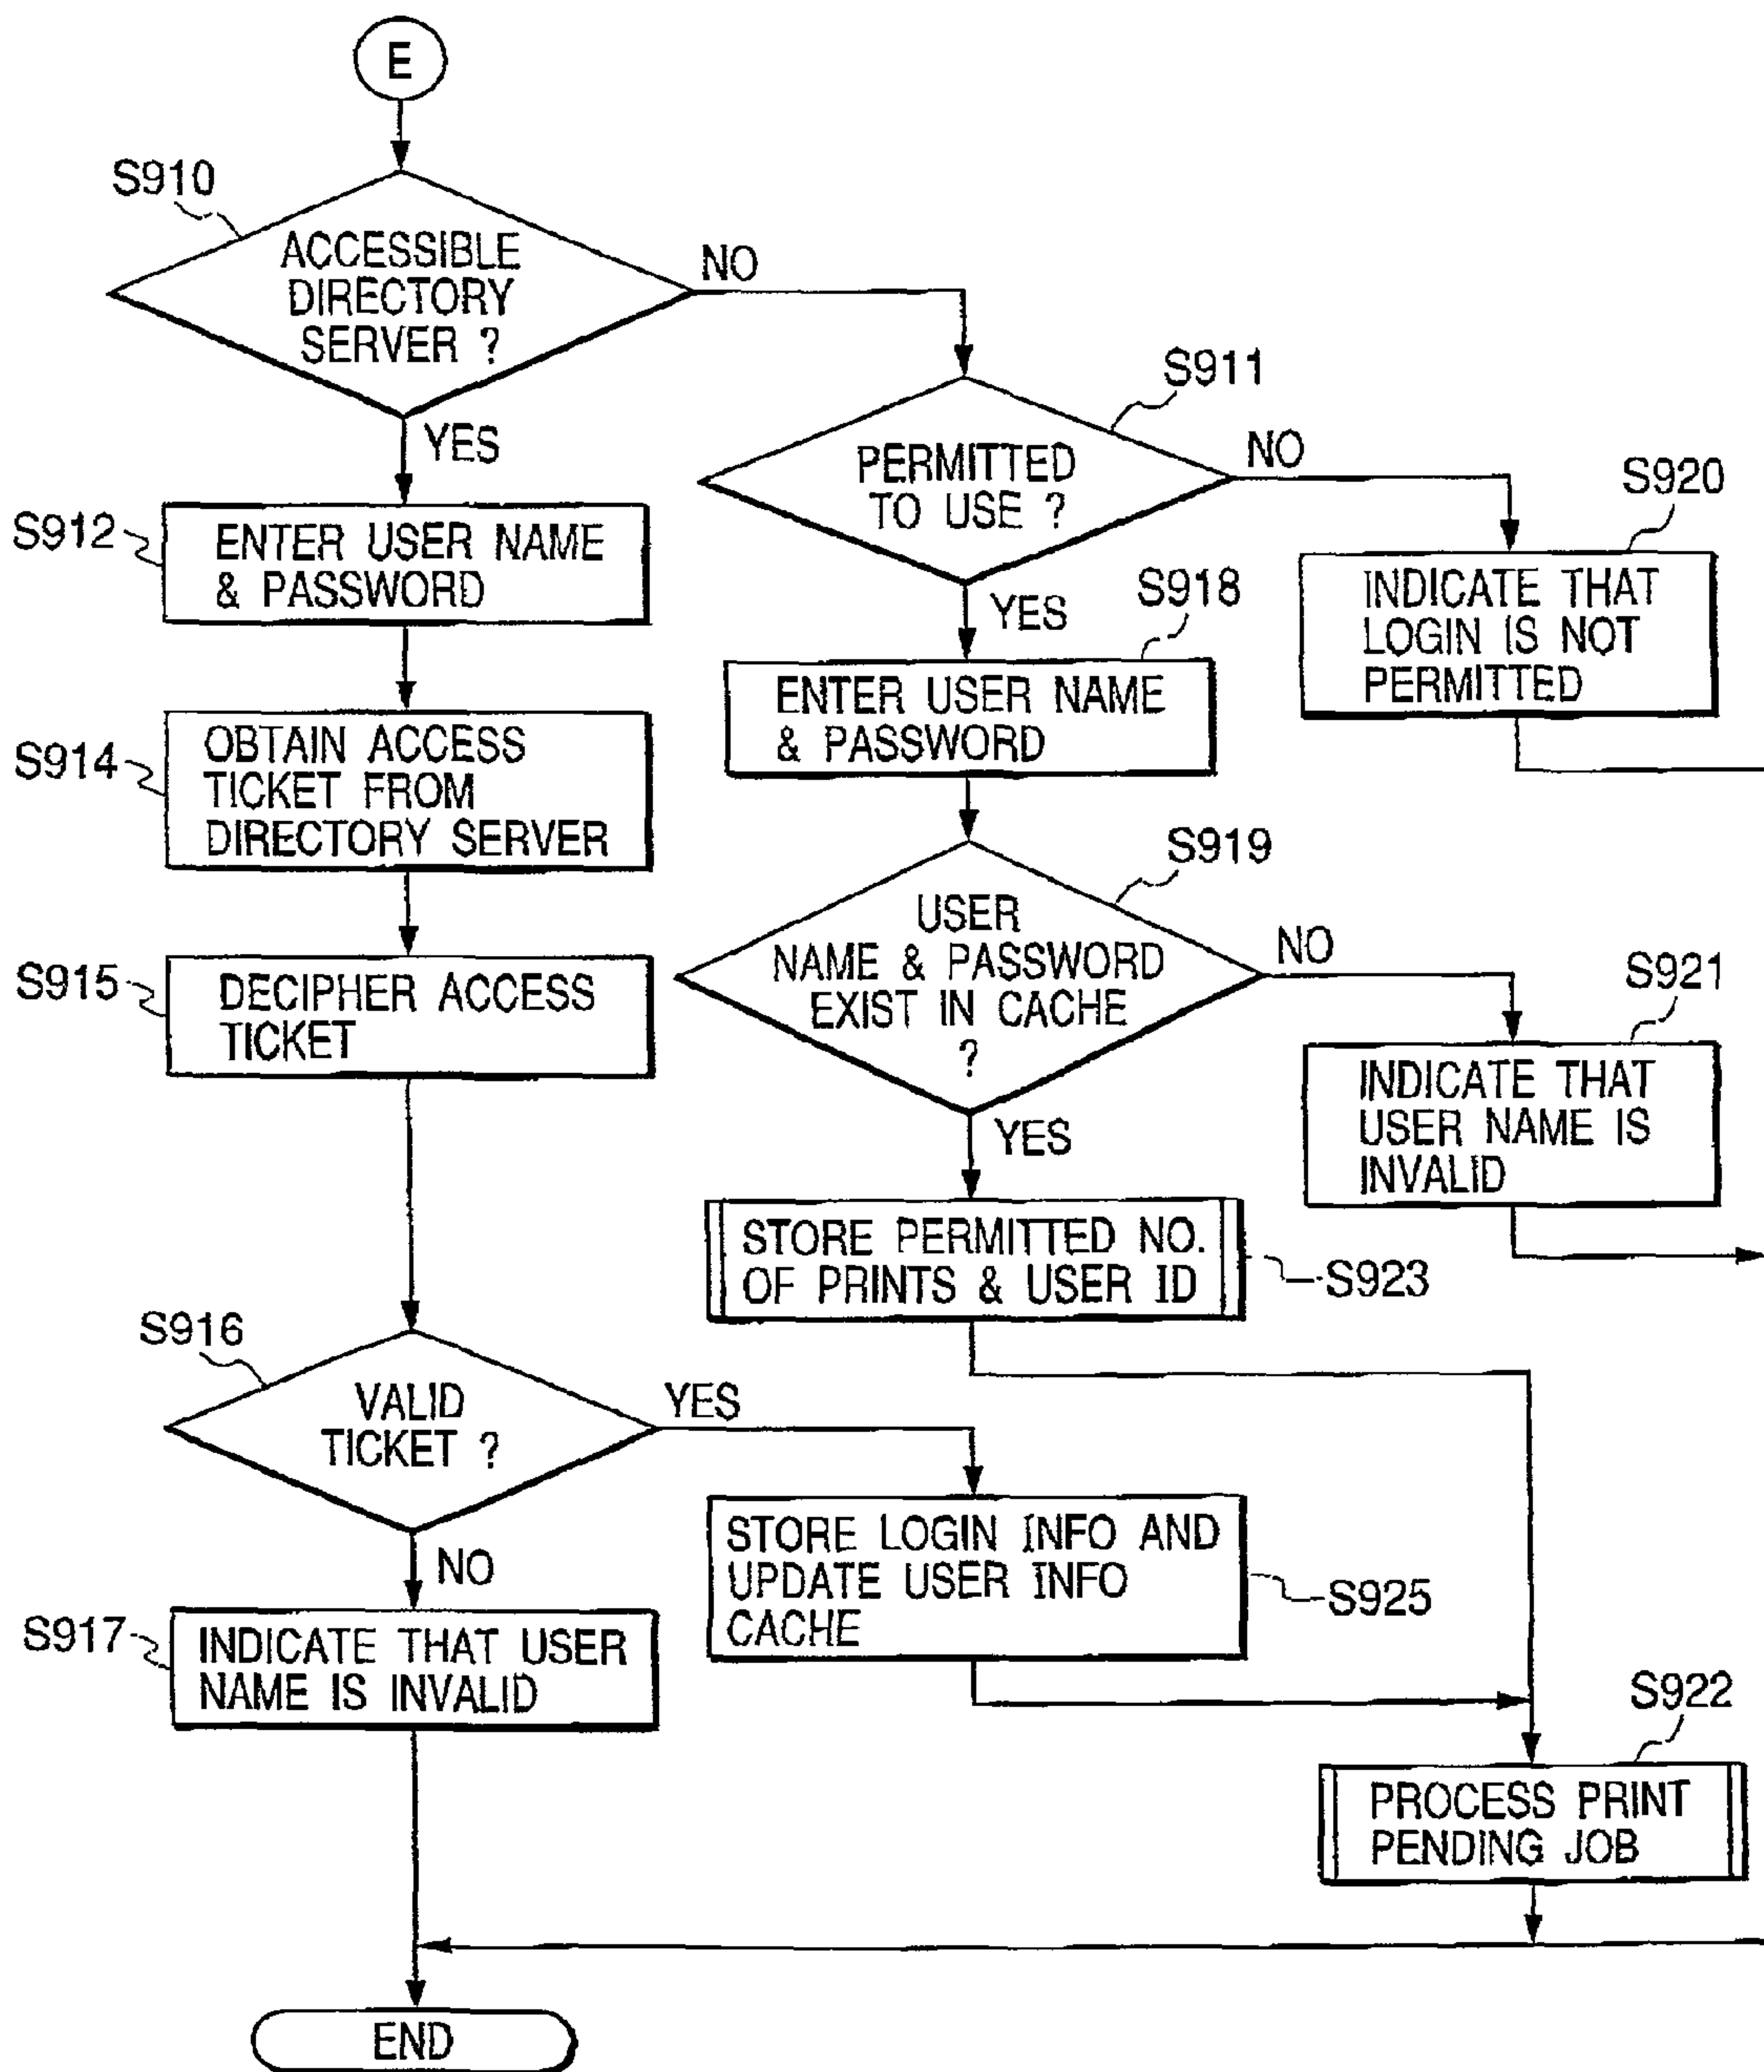 E
S910
ACCESSIBLE
DIRECTORY
SERVER ?
NO
YES
S911
PERMITTED
TO USE ?
NO
YES
S920
INDICATE THAT
LOGIN IS NOT
PERMITTED
S912
ENTER USER NAME
& PASSWORD
S918
ENTER USER NAME
& PASSWORD
S914
OBTAIN ACCESS
TICKET FROM
DIRECTORY SERVER
S919
USER
NAME & PASSWORD
EXIST IN CACHE
?
NO
YES
S921
INDICATE THAT
USER NAME IS
INVALID
S915
DECIPHER ACCESS
TICKET
STORE PERMITTED NO.
OF PRINTS & USER ID
S923
S916
VALID
TICKET ?
YES
NO
STORE LOGIN INFO AND
UPDATE USER INFO
CACHE
S925
S917
INDICATE THAT USER
NAME IS INVALID
S922
PROCESS PRINT
PENDING JOB
END